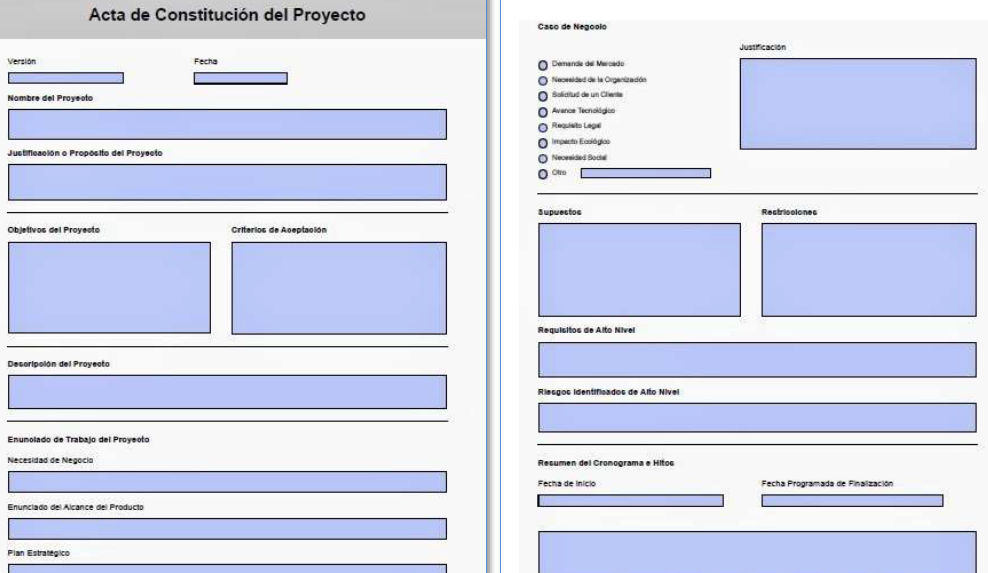 Acta de Constitución del Proyecto
Versión
Fecha
Nombre del Proyecto
Justificación o Propósito del Proyecto
Objetivos del Proyecto
Criterios de Aceptación
Descripción del Proyecto
Enunciado de Trabajo del Proyecto
Necesidad de Negocio
Enunciado del Alcance del Producto
Plan Estratégico
Caso de Negocio
Justificación
Demanda del Mercado
Necesidad de la Organización
Solicitud de un Cliente
Avance Tecnológico
Requisito Legal
Impacto Ecológico
Necesidad Social
Otro
Supuestos
Restricciones
Requisitos de Alto Nivel
Riesgos Identificados de Alto Nivel
Resumen del Cronograma e Hitos
Fecha de Inicio
Fecha Programada de Finalización